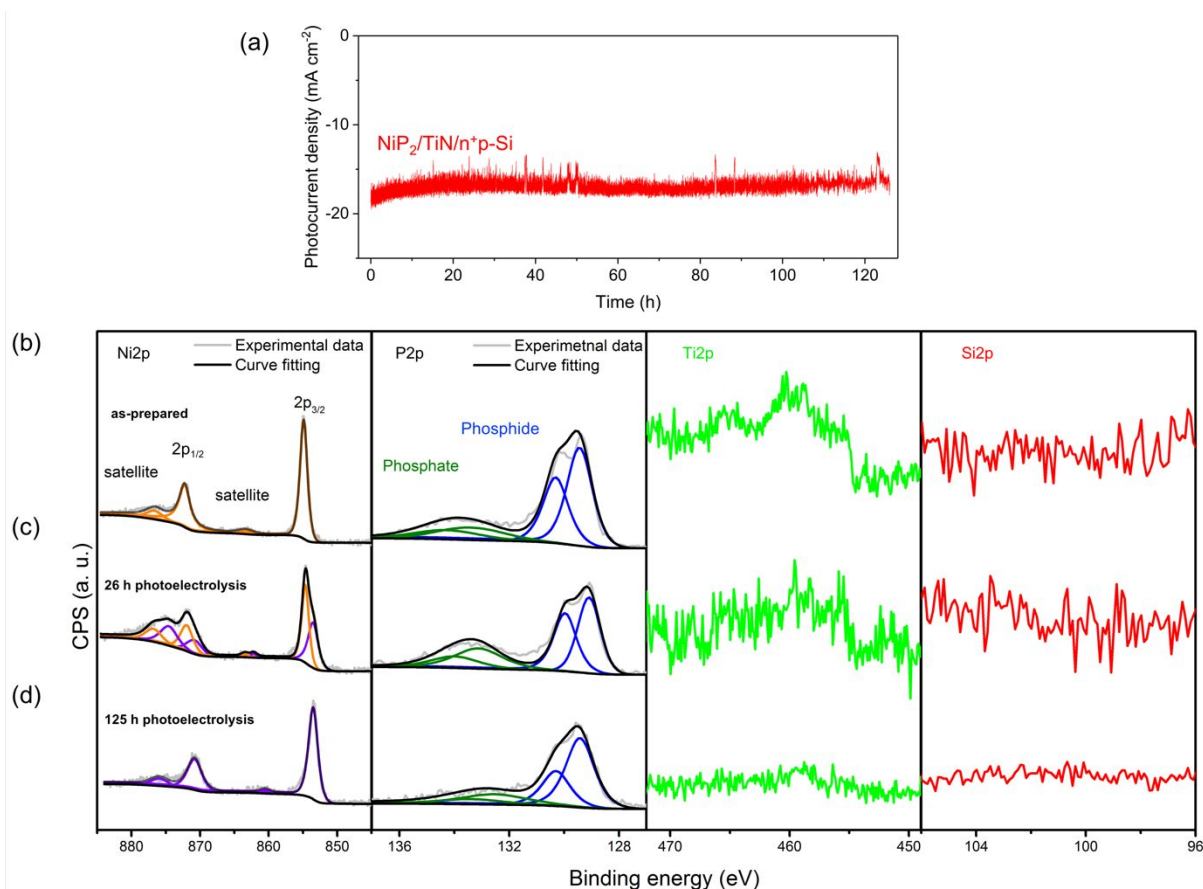 (a)
Photocurrent density (mA cm⁻²)
0
-10
-20
NiP₂/TiN/n⁺p-Si
0 20 40 60 80 100 120
Time (h)
(b)
Ni2p
Experimental data
Curve fitting
P2p
Experimetnal data
Curve fitting
Ti2p
Si2p
as-prepared
2p₃/₂
2p₁/₂
satellite
satellite
Phosphide
Phosphate
(c)
26 h photoelectrolysis
CPS (a. u.)
(d)
125 h photoelectrolysis
880 870 860 850 136 132 128 470 460 450 104 100 96
Binding energy (eV)